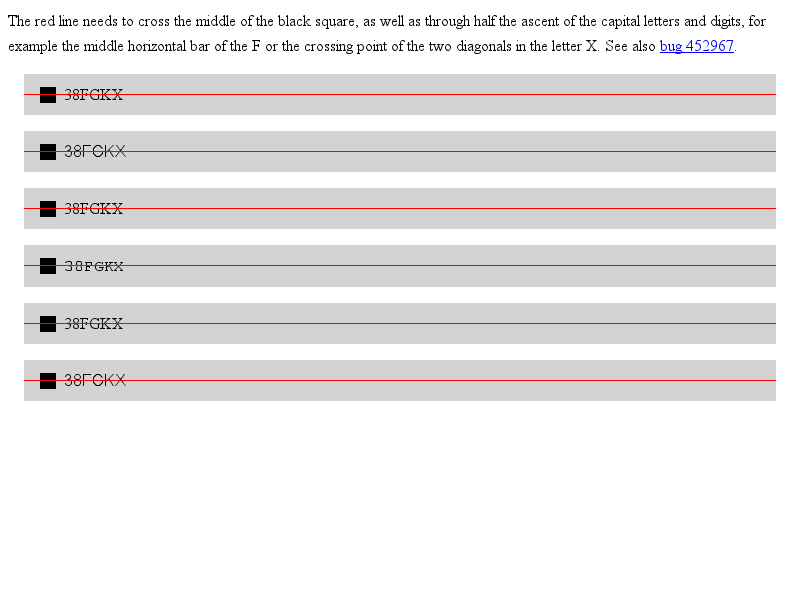 The red line needs to cross the middle of the black square, as well as through half the ascent of the capital letters and digits, for
example the middle horizontal bar of the F or the crossing point of the two diagonals in the letter X. See also bug 452967.
38FGKX
38FGKX
38FGKX
38FGKX
38FGKX
38FGKX